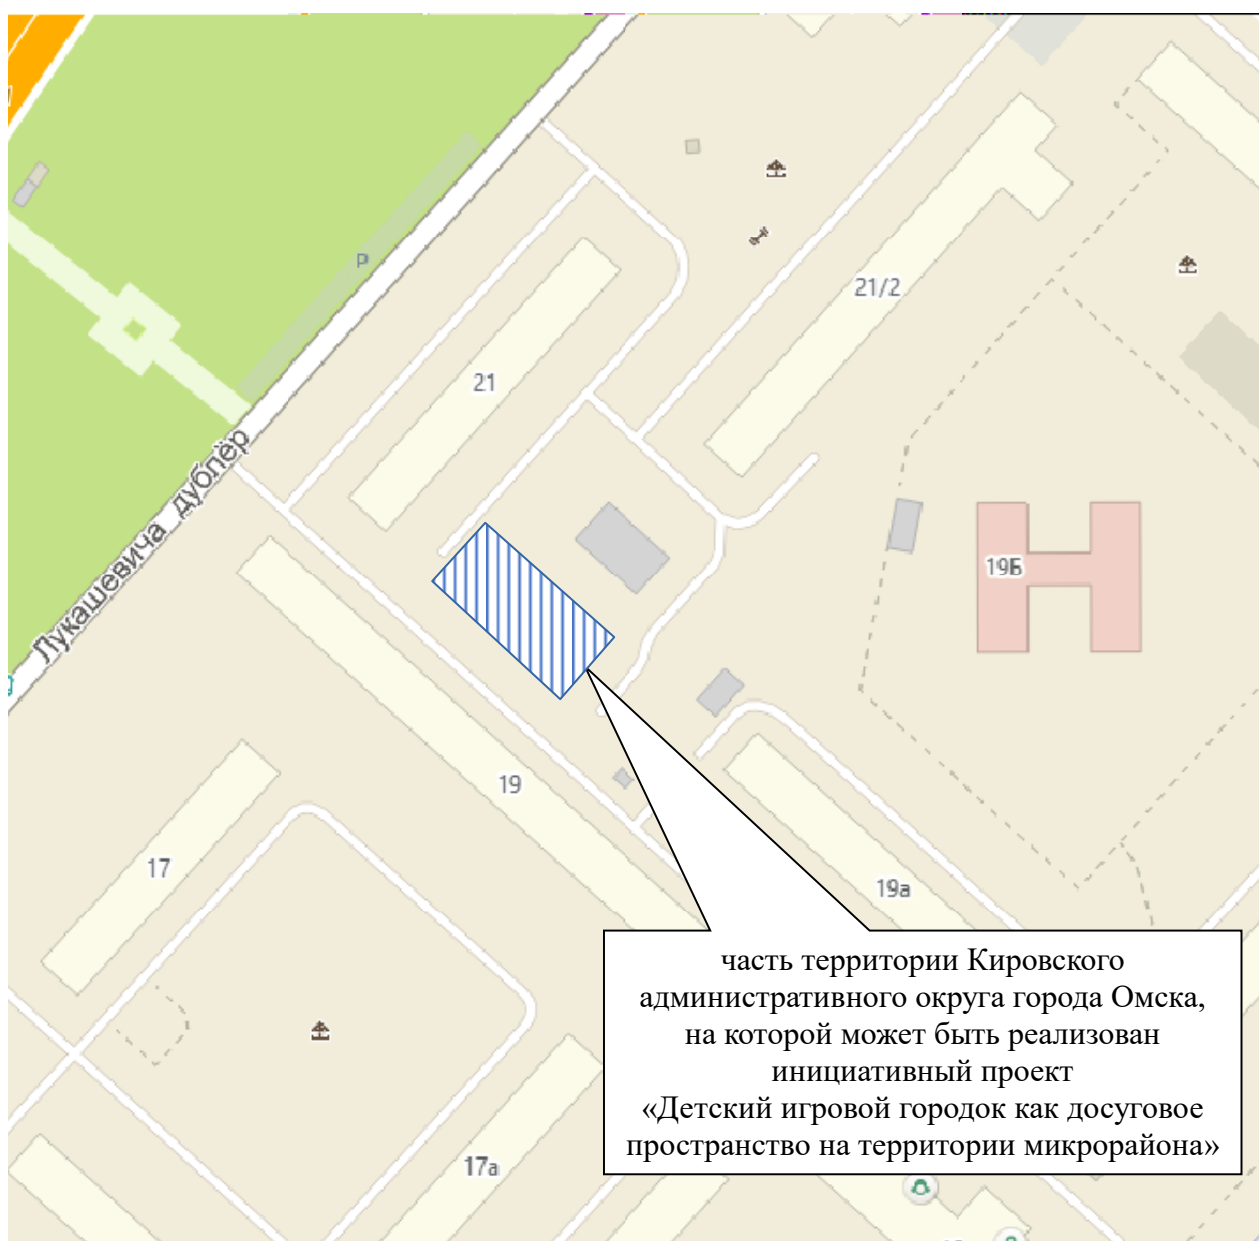 P
21/2
21
Лукашевича дублёр
19Б
19
17
19а
часть территории Кировского
административного округа города Омска,
на которой может быть реализован
инициативный проект
«Детский игровой городок как досуговое
пространство на территории микрорайона»
17а